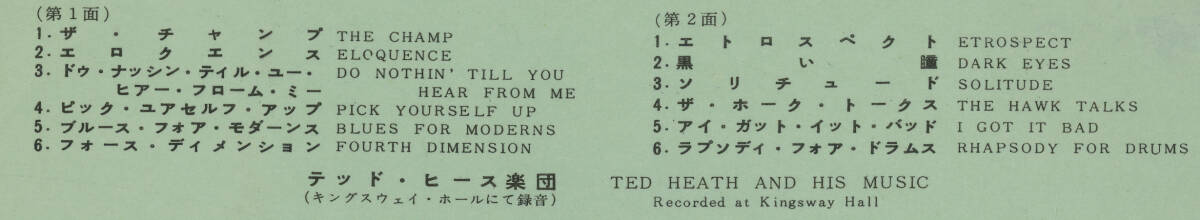 (第1面)
1. ザ・チャンプ THE CHAMP
2. エロクエンス ELOQUENCE
3. ドゥ・ナッシン・テイル・ユー・ DO NOTHIN' TILL YOU
ヒアー・フローム・ミー HEAR FROM ME
4. ピック・ユアセルフ・アップ PICK YOURSELF UP
5. ブルース・フォア・モダーンス BLUES FOR MODERNS
6. フォース・ディメンション FOURTH DIMENSION
(第2面)
1. エトロスペクト ETROSPECT
2. 黒い瞳 DARK EYES
3. ソリチュード SOLITUDE
4. ザ・ホーク・トークス THE HAWK TALKS
5. アイ・ガット・イット・バッド I GOT IT BAD
6. ラプソディ・フォア・ドラムス RHAPSODY FOR DRUMS
テッド・ヒース楽団 TED HEATH AND HIS MUSIC
(キングスウェイ・ホールにて録音) Recorded at Kingsway Hall